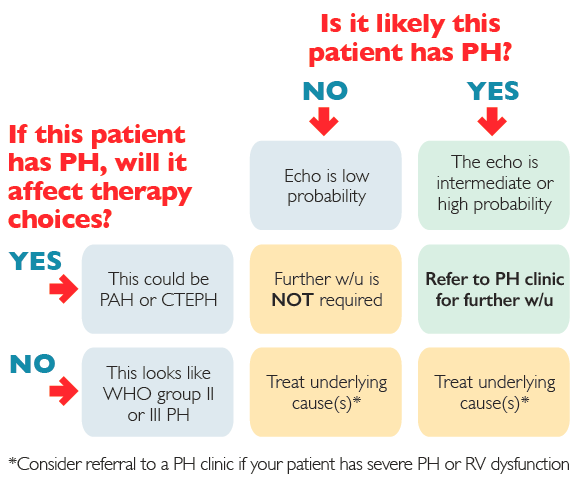 Is it likely this
patient has PH?
NO
YES
If this patient
has PH, will it
affect therapy
choices?
Echo is low
probability
The echo is
intermediate or
high probability
YES
This could be
PAH or CTEPH
Further w/u is
NOT required
Refer to PH clinic
for further w/u
NO
This looks like
WHO group II
or III PH
Treat underlying
cause(s)*
Treat underlying
cause(s)*
*Consider referral to a PH clinic if your patient has severe PH or RV dysfunction